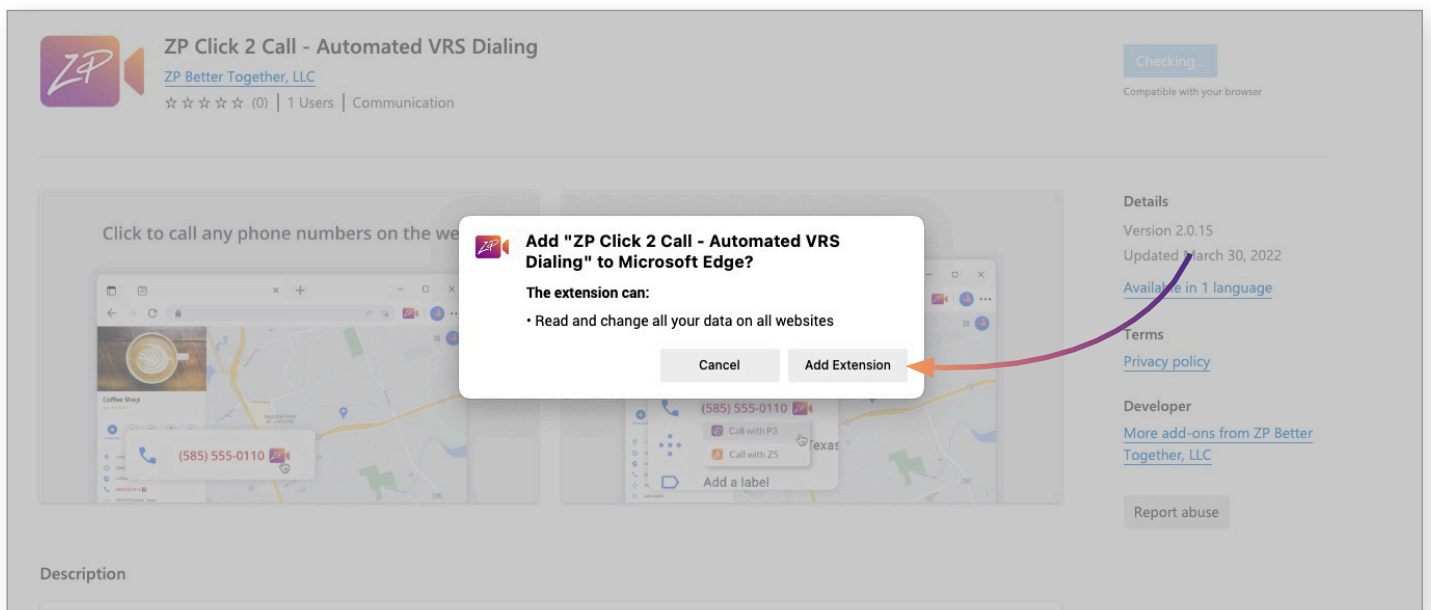 ZP
ZP Click 2 Call - Automated VRS Dialing
ZP Better Together, LLC
(0) | 1 Users | Communication
Checking...
Compatible with your browser
Click to call any phone numbers on the we
Coffee Shop
(585) 555-0110
Add "ZP Click 2 Call - Automated VRS
Dialing" to Microsoft Edge?
The extension can:
• Read and change all your data on all websites
Cancel
Add Extension
(585) 555-0110
Call with P3
Call with Z5
Texas
Add a label
Details
Version 2.0.15
Updated March 30, 2022
Available in 1 language
Terms
Privacy policy
Developer
More add-ons from ZP Better
Together, LLC
Report abuse
Description